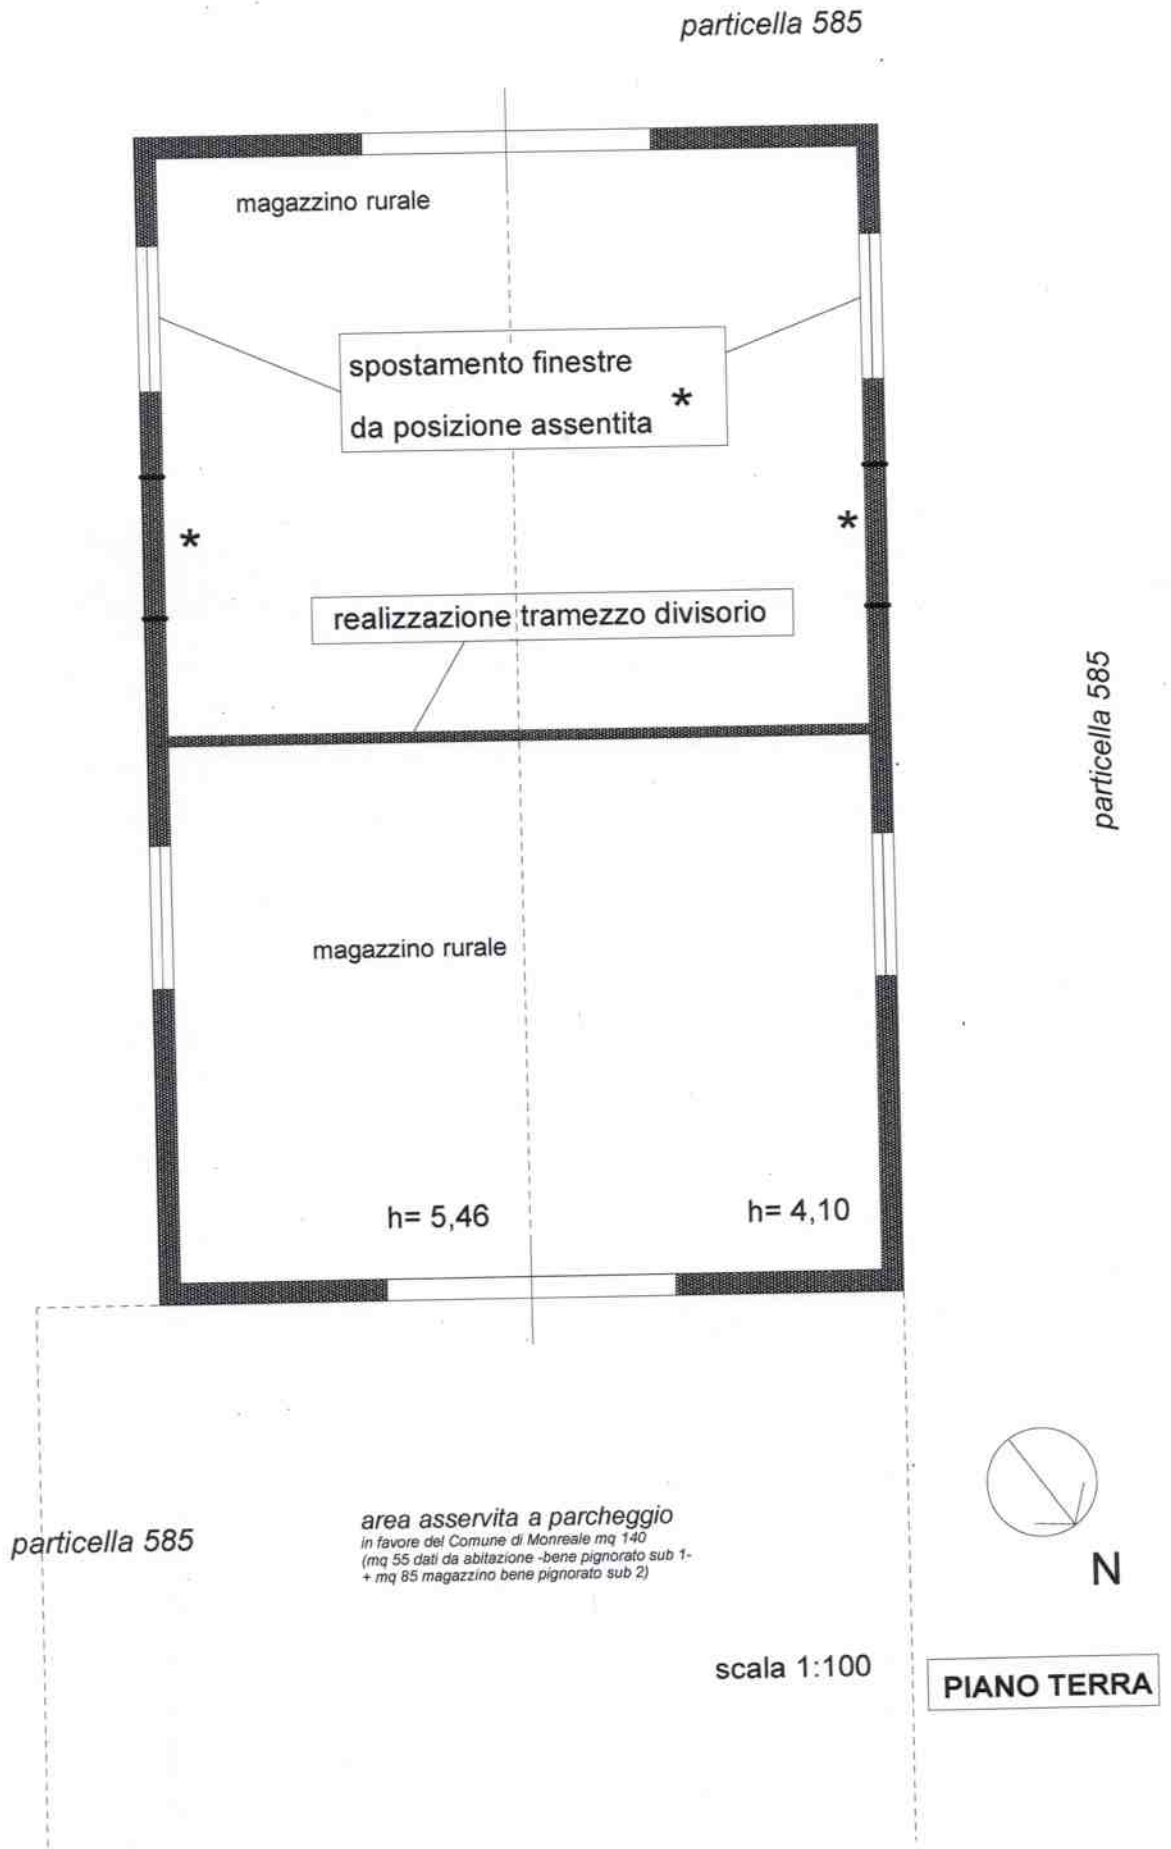 particella 585
magazzino rurale
spostamento finestre
da posizione assentita *
*
*
realizzazione tramezzo divisorio
particella 585
magazzino rurale
h= 5,46
h= 4,10
particella 585
area asservita a parcheggio
in favore del Comune di Monreale mq 140
(mq 55 dati da abitazione -bene pignorato sub 1-
+ mq 85 magazzino bene pignorato sub 2)
N
scala 1:100
PIANO TERRA